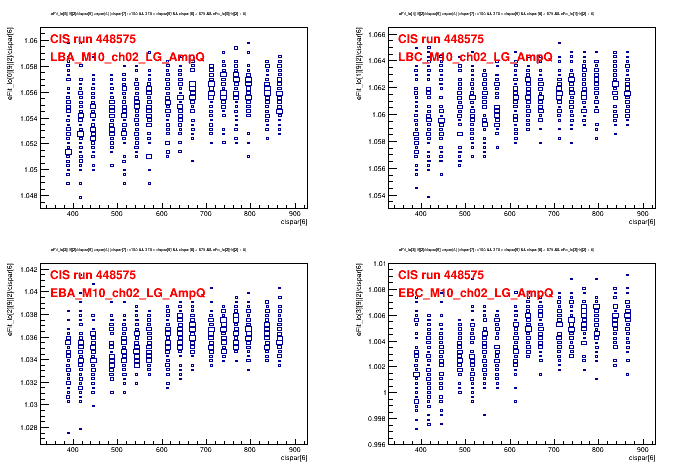 CIS run 448575
LBA_M10_ch02_LG_AmpQ
1.06
1.058
1.056
1.054
1.052
1.05
1.048
400 500 600 700 800 900
cispar[6]
CIS run 448575
LBC_M10_ch02_LG_AmpQ
1.066
1.064
1.062
1.06
1.058
1.056
1.054
400 500 600 700 800 900
cispar[6]
CIS run 448575
EBA_M10_ch02_LG_AmpQ
1.042
1.04
1.038
1.036
1.034
1.032
1.03
1.028
400 500 600 700 800 900
cispar[6]
CIS run 448575
EBC_M10_ch02_LG_AmpQ
1.01
1.008
1.006
1.004
1.002
1
0.998
0.996
400 500 600 700 800 900
cispar[6]